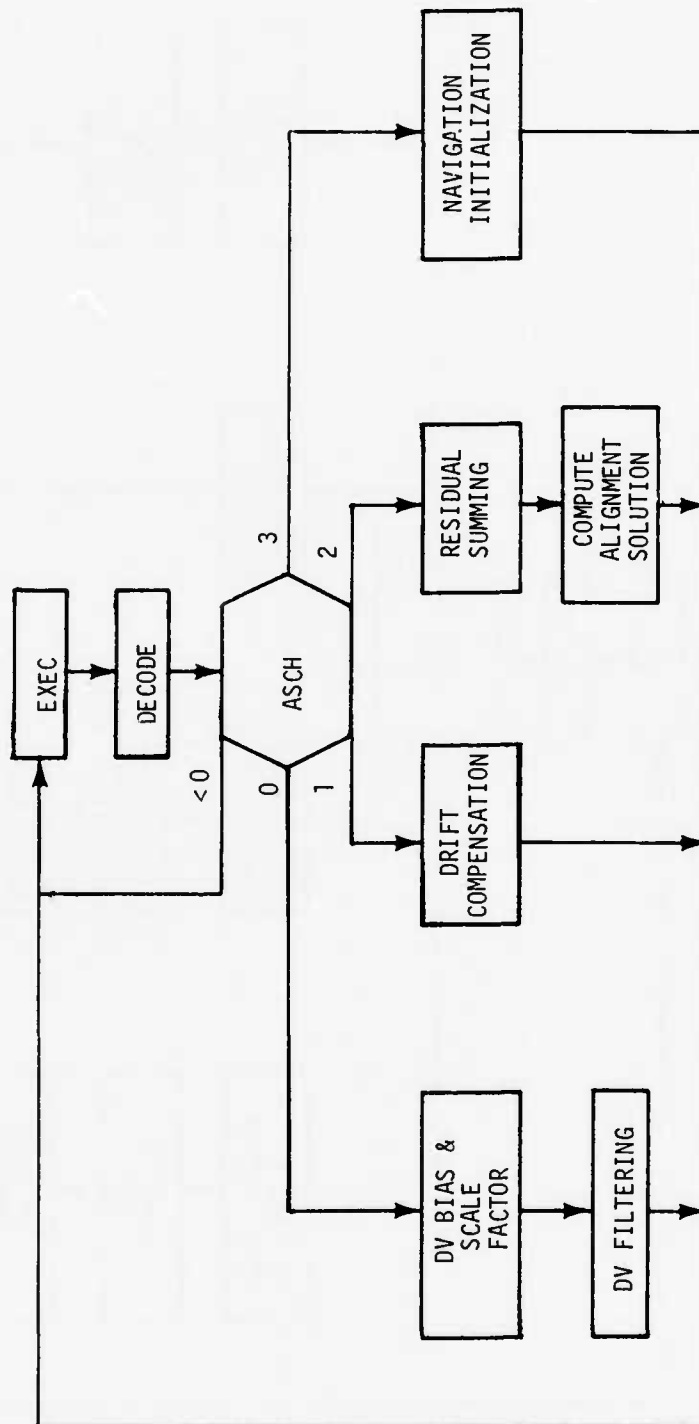 EXEC
DECODE
< 0
ASCH
0
1
3
2
DV BIAS &
SCALE
FACTOR
DV FILTERING
DRIFT
COMPENSATION
RESIDUAL
SUMMING
COMPUTE
ALIGNMENT
SOLUTION
NAVIGATION
INITIALIZATION